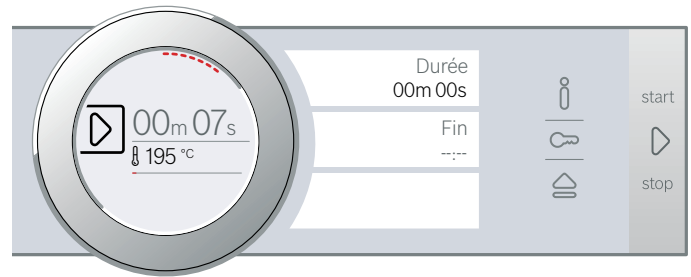 00m 07s
195 °C
Durée
00m 00s
Fin
--:--
start
stop